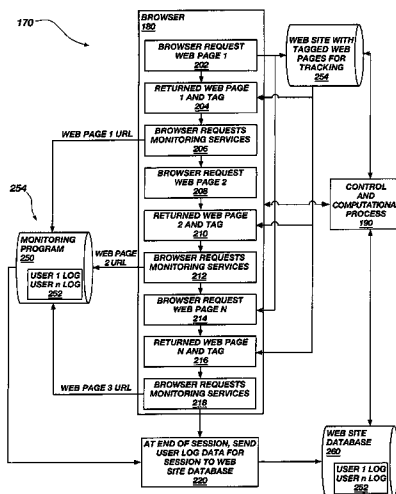 170
BROWSER
180
BROWSER REQUEST
WEB PAGE 1
202
WEB SITE WITH
TAGGED WEB
PAGES FOR
TRACKING
254
RETURNED WEB PAGE
1 AND TAG
204
WEB PAGE 1 URL
BROWSER REQUESTS
MONITORING SERVICES
206
BROWSER REQUEST
WEB PAGE 2
208
254
CONTROL AND
COMPUTATIONAL
PROCESS
190
RETURNED WEB PAGE
2 AND TAG
210
MONITORING
PROGRAM
250
USER 1 LOG
USER n LOG
252
WEB PAGE
2 URL
BROWSER REQUESTS
MONITORING SERVICES
212
BROWSER REQUEST
WEB PAGE N
214
RETURNED WEB PAGE
N AND TAG
216
WEB PAGE 3 URL
BROWSER REQUESTS
MONITORING SERVICES
218
AT END OF SESSION, SEND
USER LOG DATA FOR
SESSION TO WEB
SITE DATABASE
220
WEB SITE
DATABASE
260
USER 1 LOG
USER n LOG
252